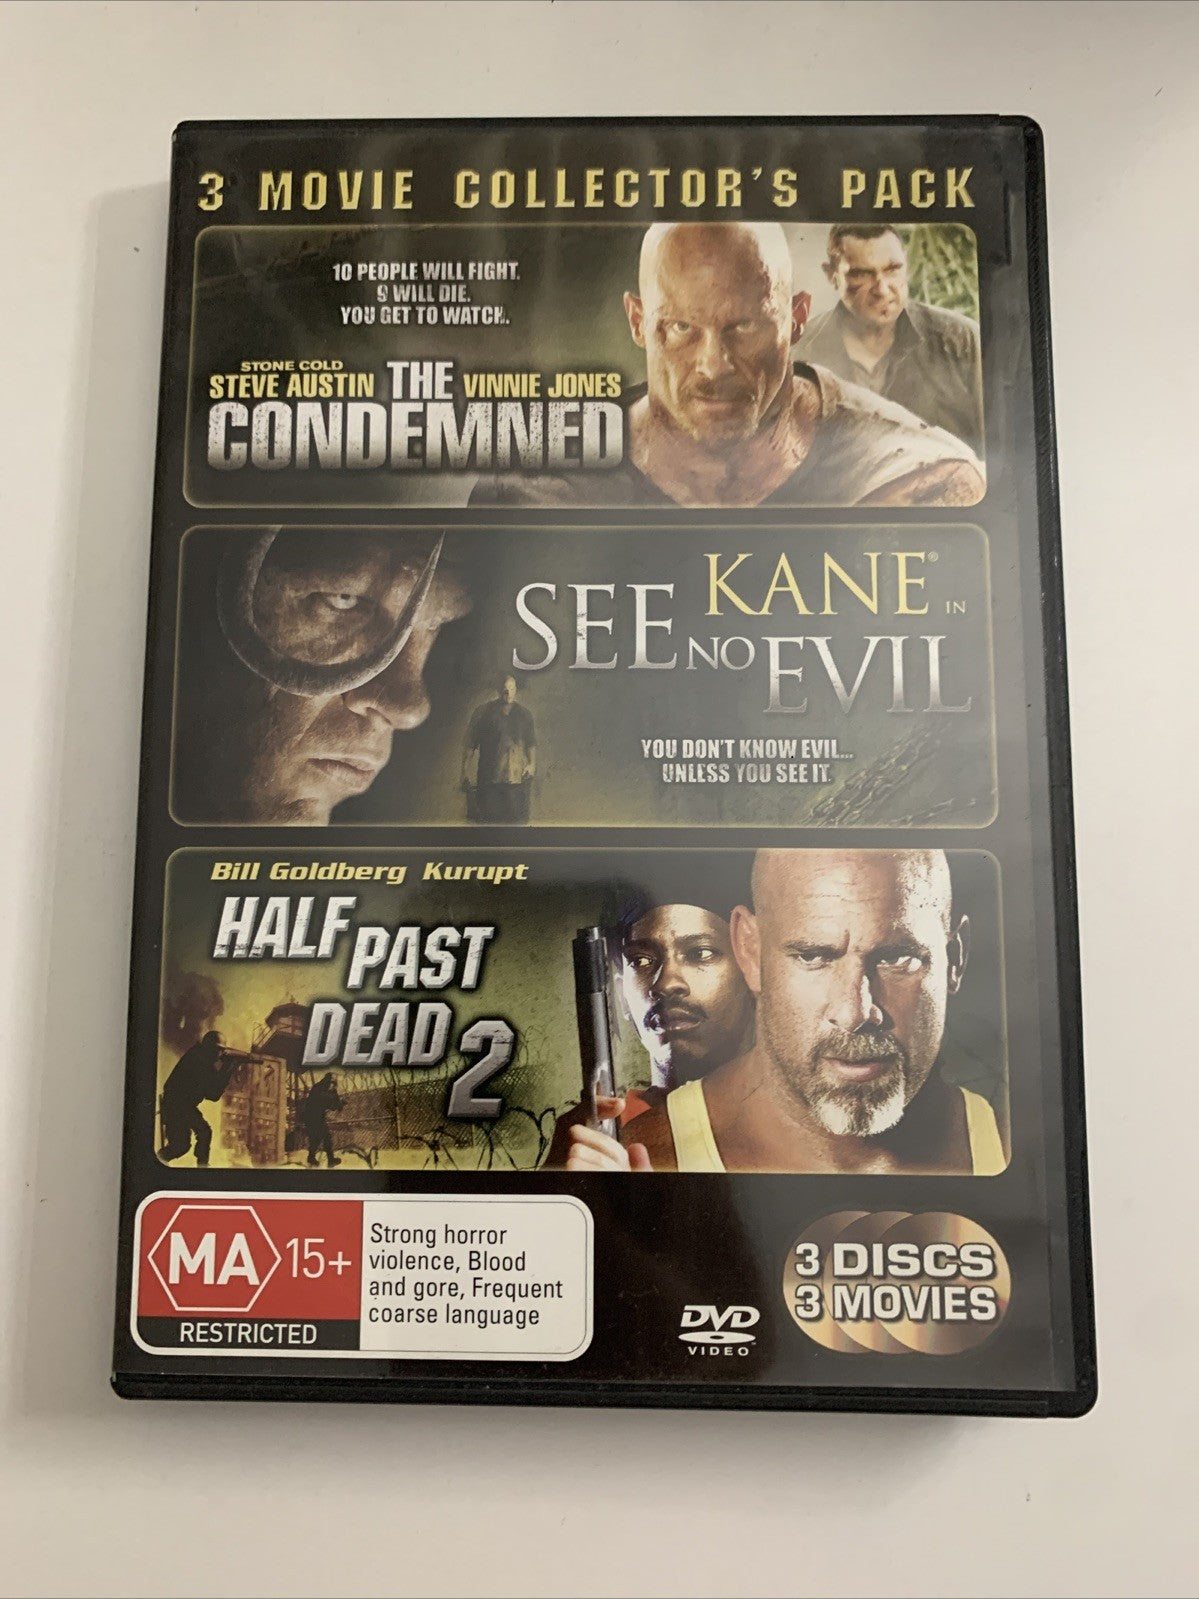 3 MOVIE COLLECTOR'S PACK
10 PEOPLE WILL FIGHT.
9 WILL DIE.
YOU GET TO WATCH.
STONE COLD
STEVE AUSTIN THE VINNIE JONES
CONDEMNED
KANE® IN
SEE NO EVIL
YOU DON'T KNOW EVIL...
UNLESS YOU SEE IT.
Bill Goldberg Kurupt
HALF
PAST
DEAD 2
MA 15+
RESTRICTED
Strong horror
violence, Blood
and gore, Frequent
coarse language
DVD
VIDEO
3 DISCS
3 MOVIES